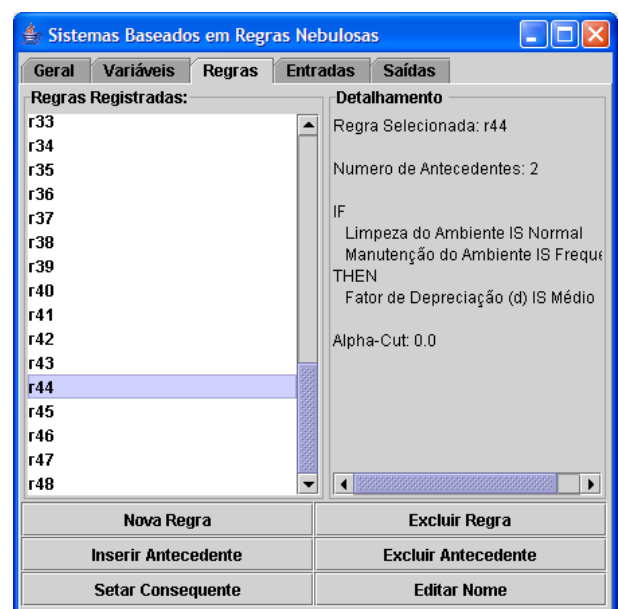 Sistemas Baseados em Regras Nebulosas
Geral Variáveis Regras Entradas Saídas
Regras Registradas:
r33
r34
r35
r36
r37
r38
r39
r40
r41
r42
r43
r44
r45
r46
r47
r48
Detalhamento
Regra Selecionada: r44
Numero de Antecedentes: 2
IF
Limpeza do Ambiente IS Normal
Manutenção do Ambiente IS Freque
THEN
Fator de Depreciação (d) IS Médio
Alpha-Cut: 0.0
Nova Regra Excluir Regra
Inserir Antecedente Excluir Antecedente
Setar Consequente Editar Nome